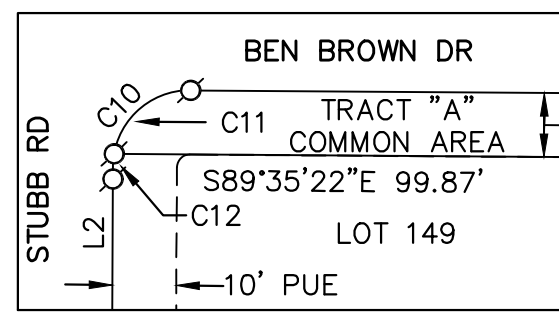 BEN BROWN DR
C10
C11
TRACT "A"
COMMON AREA
STUBB RD
S89°35'22"E 99.87'
C12
L2
LOT 149
10' PUE